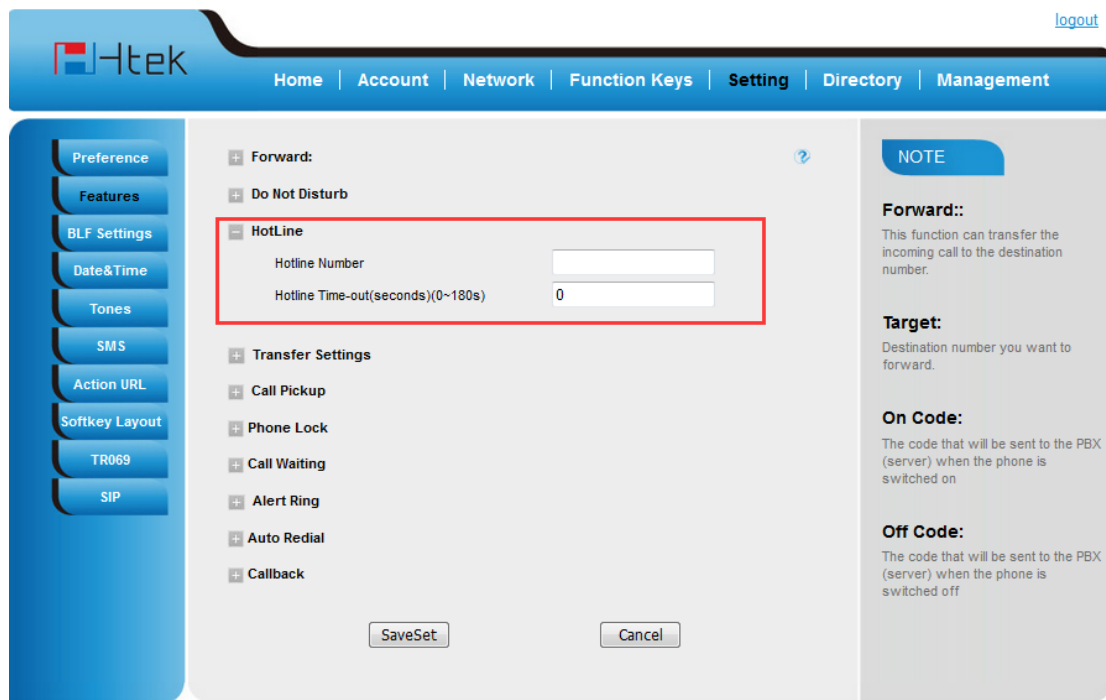 logout
Htek
Home | Account | Network | Function Keys | Setting | Directory | Management
Preference
Features
BLF Settings
Date&Time
Tones
SMS
Action URL
Softkey Layout
TR069
SIP
Forward:
Do Not Disturb
HotLine
Hotline Number
Hotline Time-out(seconds)(0~180s) 0
Transfer Settings
Call Pickup
Phone Lock
Call Waiting
Alert Ring
Auto Redial
Callback
SaveSet Cancel
NOTE
Forward::
This function can transfer the
incoming call to the destination
number.
Target:
Destination number you want to
forward.
On Code:
The code that will be sent to the PBX
(server) when the phone is
switched on
Off Code:
The code that will be sent to the PBX
(server) when the phone is
switched off